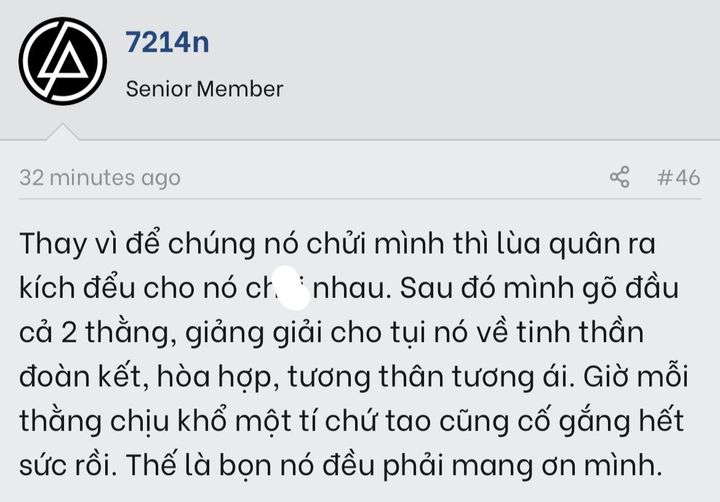 7214n
Senior Member
32 minutes ago
#46
Thay vì để chúng nó chửi mình thì lùa quân ra
kích đểu cho nó nhau. Sau đó mình gõ đầu
cả 2 thằng, giảng giải cho tụi nó về tinh thần
đoàn kết, hòa hợp, tương thân tương ái. Giờ mỗi
thằng chịu khổ một tí chứ tao cũng cố gắng hết
sức rồi. Thế là bọn nó đều phải mang ơn mình.